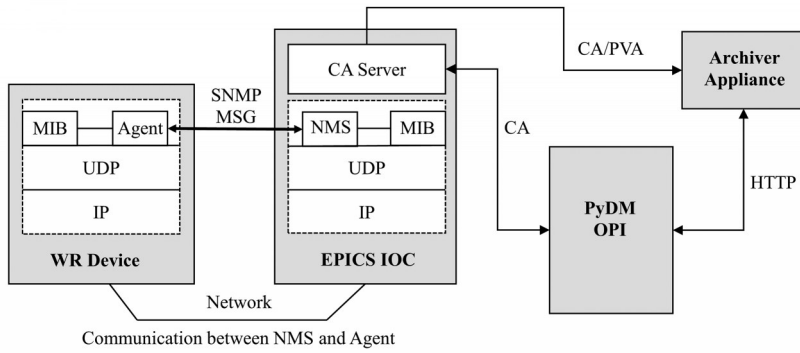 CA Server
CA/PVA
Archiver
Appliance
SNMP
MSG
MIB
Agent
NMS
MIB
CA
UDP
UDP
HTTP
IP
IP
PyDM
OPI
WR Device
EPICS IOC
Network
Communication between NMS and Agent